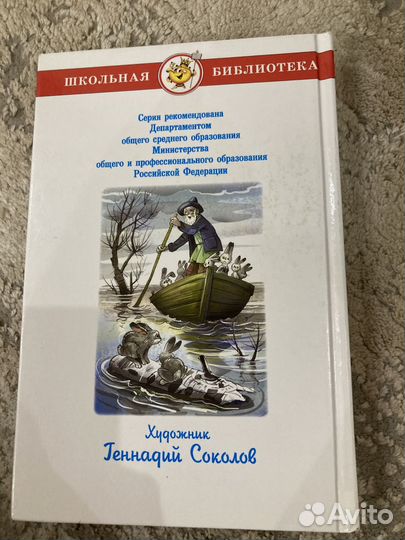 ШКОЛЬНАЯ БИБЛИОТЕКА
Серия рекомендована
Департаментом
общего среднего образования
Министерства
общего и профессионального образования
Российской Федерации
Художник
Геннадий Соколов
Avito